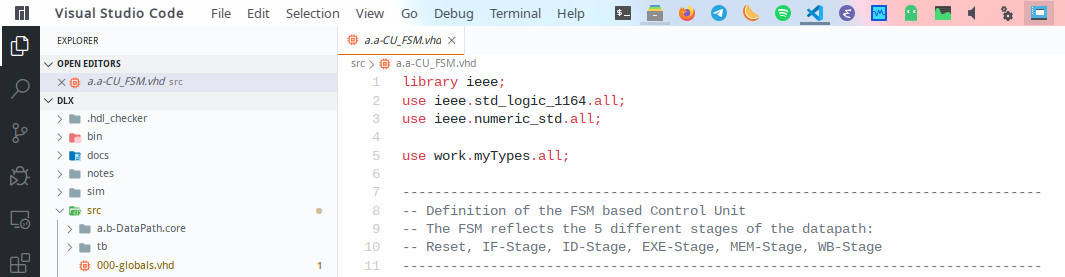 Visual Studio Code File Edit Selection View Go Debug Terminal Help
EXPLORER
OPEN EDITORS
a.a-CU_FSM.vhd src
DLX
.hdl_checker
bin
docs
notes
sim
src
a.b-DataPath.core
tb
000-globals.vhd 1
a.a-CU_FSM.vhd
src > a.a-CU_FSM.vhd
1 library ieee;
2 use ieee.std_logic_1164.all;
3 use ieee.numeric_std.all;
4
5 use work.myTypes.all;
6
7 --------------------------------------------------------------------------------
8 -- Definition of the FSM based Control Unit
9 -- The FSM reflects the 5 different stages of the datapath:
10 -- Reset, IF-Stage, ID-Stage, EXE-Stage, MEM-Stage, WB-Stage
11 --------------------------------------------------------------------------------